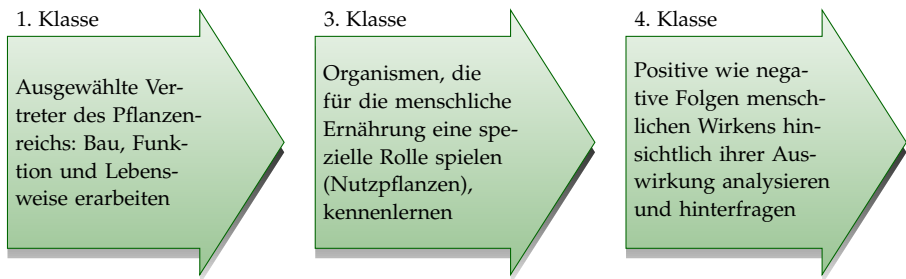 1. Klasse
Ausgewählte Ver-
treter des Pflanzen-
reichs: Bau, Funk-
tion und Lebens-
weise erarbeiten
3. Klasse
Organismen, die
für die menschliche
Ernährung eine spe-
zielle Rolle spielen
(Nutzpflanzen),
kennenlernen
4. Klasse
Positive wie nega-
tive Folgen mensch-
lichen Wirkens hin-
sichtlich ihrer Aus-
wirkung analysieren
und hinterfragen